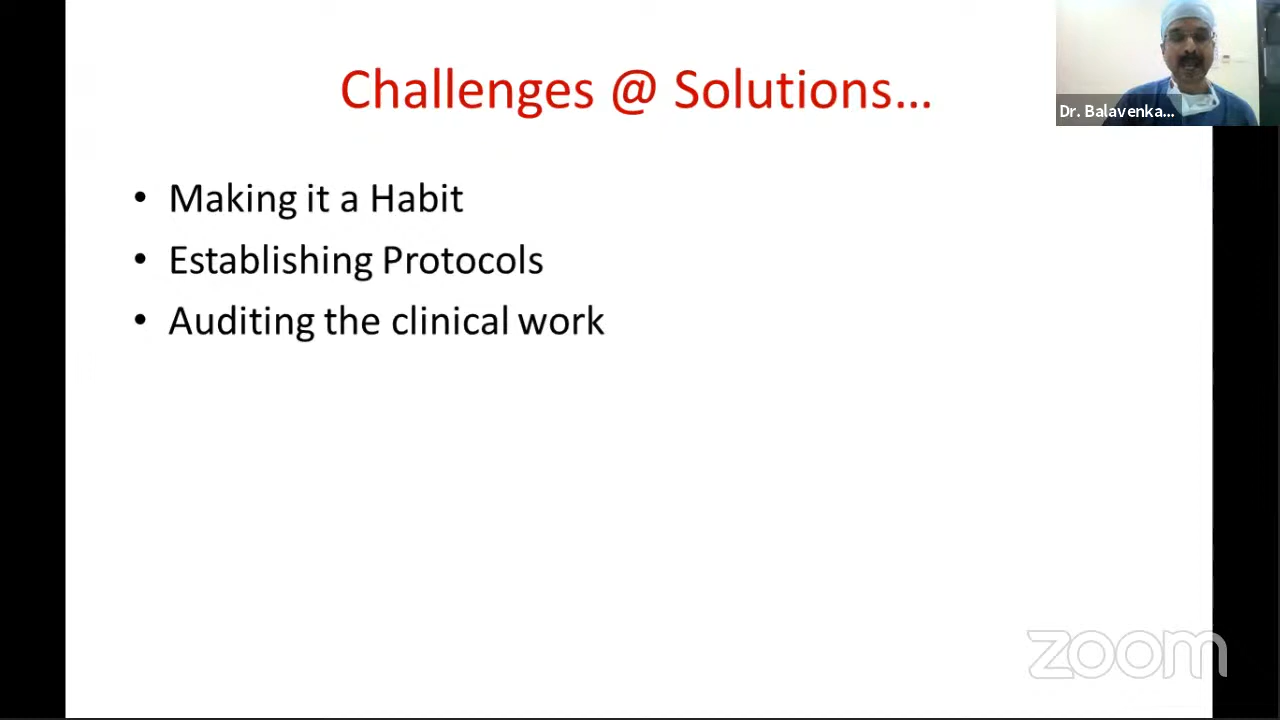 Challenges @ Solutions...
Dr. Balavenka...
• Making it a Habit
• Establishing Protocols
• Auditing the clinical work
zoom